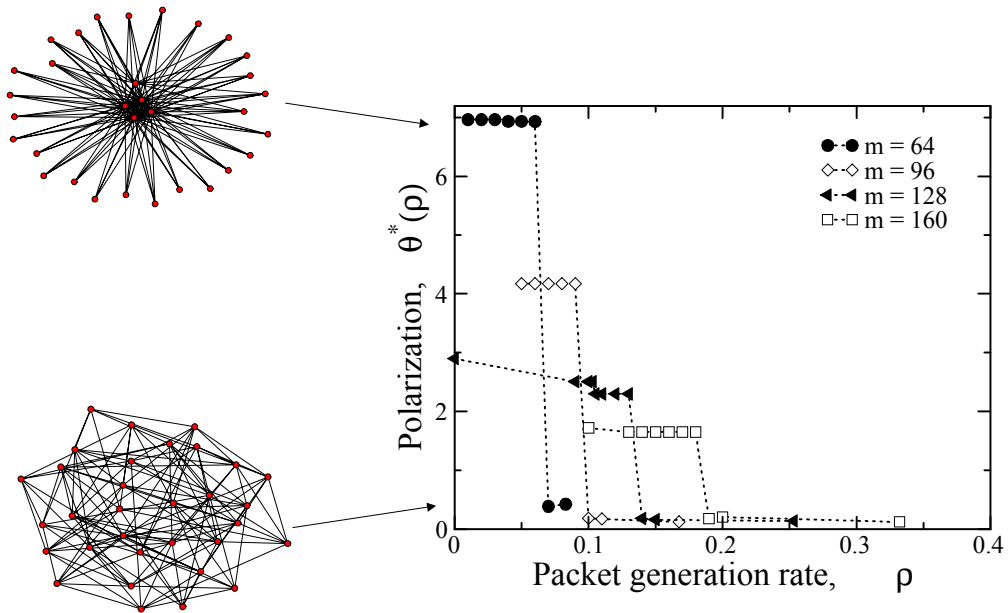 6
4
2
0
Polarization, θ*(ρ)
m = 64
m = 96
m = 128
m = 160
0 0.1 0.2 0.3 0.4
Packet generation rate, ρ